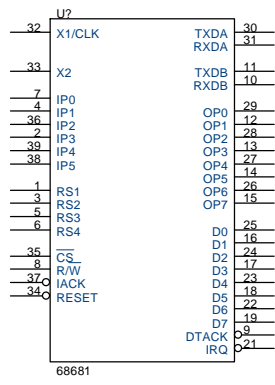 U?
32 X1/CLK TXDA 30
RXDA 31
33 X2 TXDB 11
RXDB 10
7 IP0
4 IP1 OP0 29
36 IP2 OP1 12
2 IP3 OP2 28
39 IP4 OP3 13
38 IP5 OP4 27
OP5 14
1 RS1 OP6 26
3 RS2 OP7 15
5 RS3
6 RS4 D0 25
D1 16
35 CS D2 24
8 R/W D3 17
37 IACK D4 23
34 RESET D5 18
D6 22
D7 19
DTACK 9
IRQ 21
68681